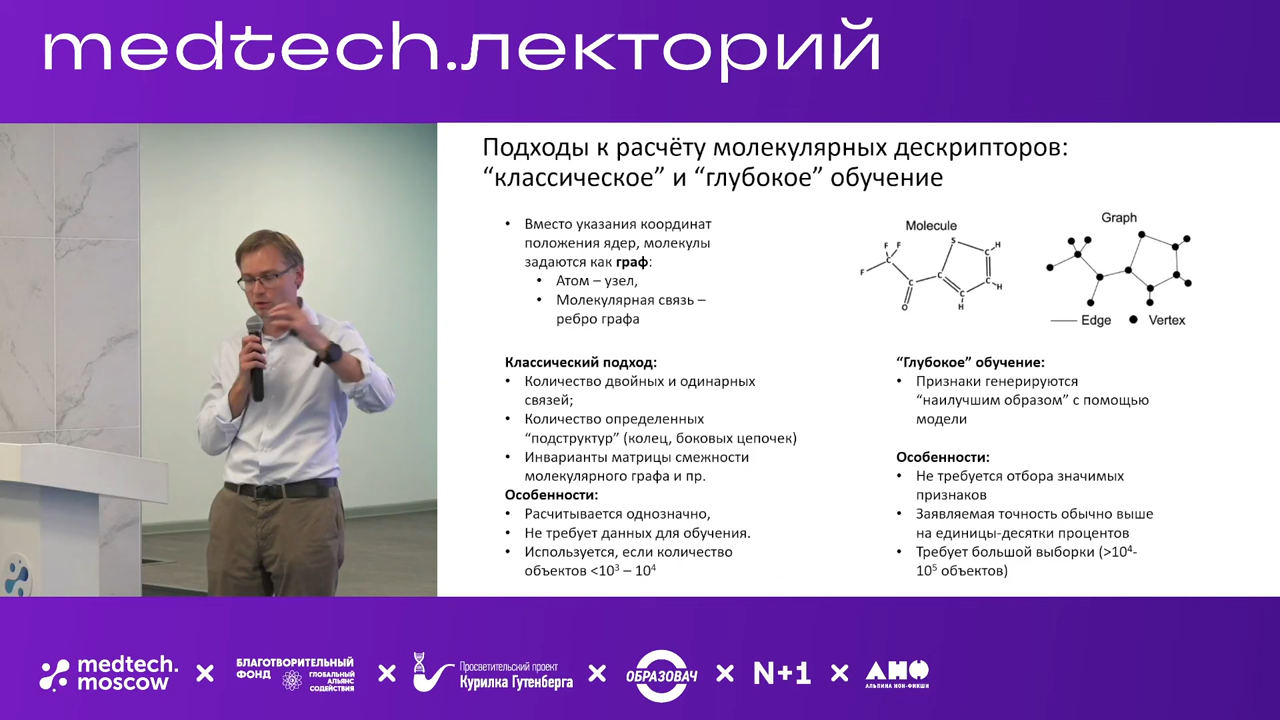 medtech.лекторий
Подходы к расчёту молекулярных дескрипторов:
“классическое” и “глубокое” обучение
• Вместо указания координат
положения ядер, молекулы
задаются как граф:
• Атом – узел,
• Молекулярная связь –
ребро графа
Molecule
F F
F
C
O
C
C
S
C
H
C
H
C
H
Graph
Edge
Vertex
Классический подход:
• Количество двойных и одинарных
связей;
• Количество определенных
“подструктур” (колец, боковых цепочек)
• Инварианты матрицы смежности
молекулярного графа и пр.
Особенности:
• Расчитывается однозначно,
• Не требует данных для обучения.
• Используется, если количество
объектов <10³ – 10⁴
“Глубокое” обучение:
• Признаки генерируются
“наилучшим образом” с помощью
модели
Особенности:
• Не требуется отбора значимых
признаков
• Заявляемая точность обычно выше
на единицы-десятки процентов
• Требует большой выборки (>10⁴-
10⁵ объектов)
medtech.
moscow
×
БЛАГОТВОРИТЕЛЬНЫЙ
ФОНД
ГЛОБАЛЬНЫЙ
АЛЬЯНС
СОДЕЙСТВИЯ
×
Просветительский проект
Курилка Гутенберга
×
ОБРАЗОВАЧ
×
N+1
×
АНФ
АЛЬПИНА НОН-ФИКШН